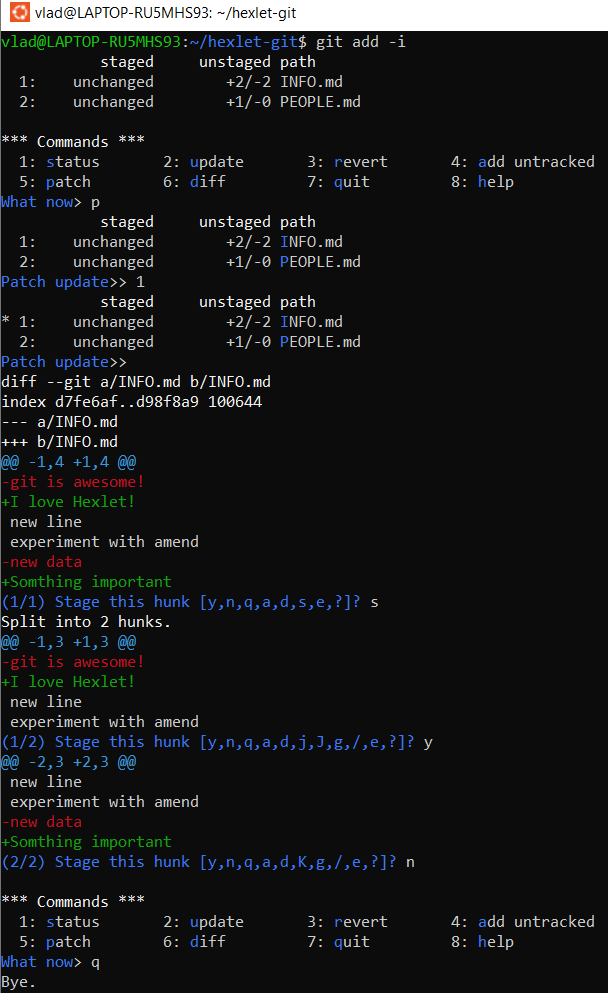 vlad@LAPTOP-RU5MHS93: ~/hexlet-git
vlad@LAPTOP-RU5MHS93:~/hexlet-git$ git add -i
           staged     unstaged path
  1:    unchanged        +2/-2 INFO.md
  2:    unchanged        +1/-0 PEOPLE.md

*** Commands ***
  1: status       2: update       3: revert       4: add untracked
  5: patch        6: diff         7: quit         8: help
What now> p
           staged     unstaged path
  1:    unchanged        +2/-2 INFO.md
  2:    unchanged        +1/-0 PEOPLE.md
Patch update>> 1
           staged     unstaged path
* 1:    unchanged        +2/-2 INFO.md
  2:    unchanged        +1/-0 PEOPLE.md
Patch update>>
diff --git a/INFO.md b/INFO.md
index d7fe6af..d98f8a9 100644
--- a/INFO.md
+++ b/INFO.md
@@ -1,4 +1,4 @@
-git is awesome!
+I love Hexlet!
 new line
 experiment with amend
-new data
+Somthing important
(1/1) Stage this hunk [y,n,q,a,d,s,e,?]? s
Split into 2 hunks.
@@ -1,3 +1,3 @@
-git is awesome!
+I love Hexlet!
 new line
 experiment with amend
(1/2) Stage this hunk [y,n,q,a,d,j,J,g,/,e,?]? y
@@ -2,3 +2,3 @@
 new line
 experiment with amend
-new data
+Somthing important
(2/2) Stage this hunk [y,n,q,a,d,K,g,/,e,?]? n

*** Commands ***
  1: status       2: update       3: revert       4: add untracked
  5: patch        6: diff         7: quit         8: help
What now> q
Bye.